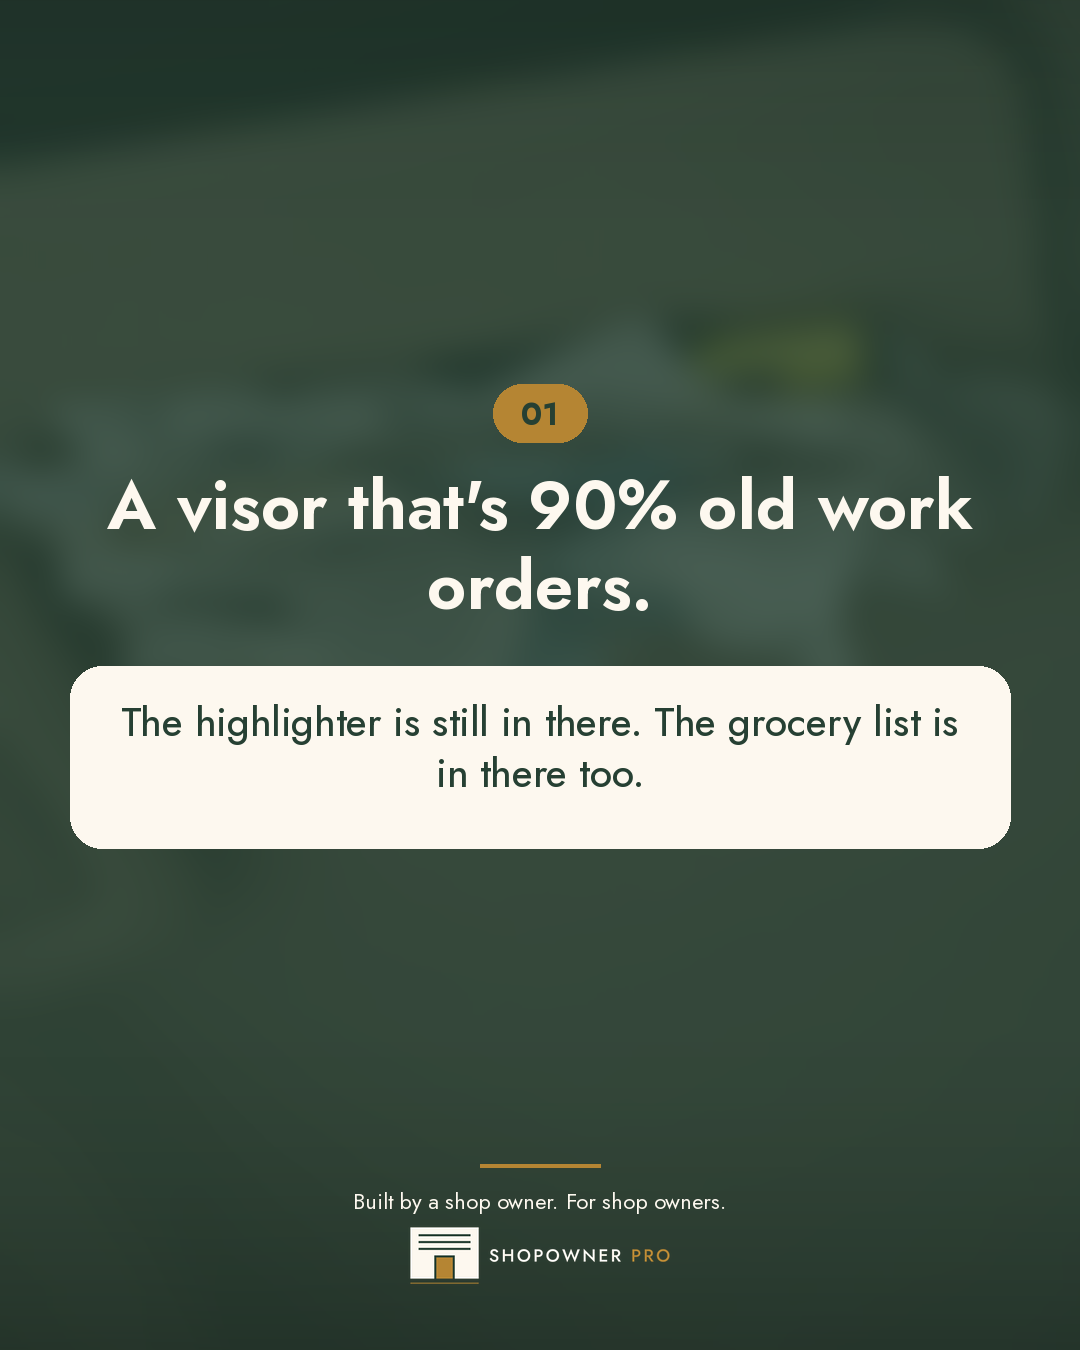 01
A visor that's 90% old work
orders.
The highlighter is still in there. The grocery list is
in there too.
Built by a shop owner. For shop owners.
SHOPOWNER PRO